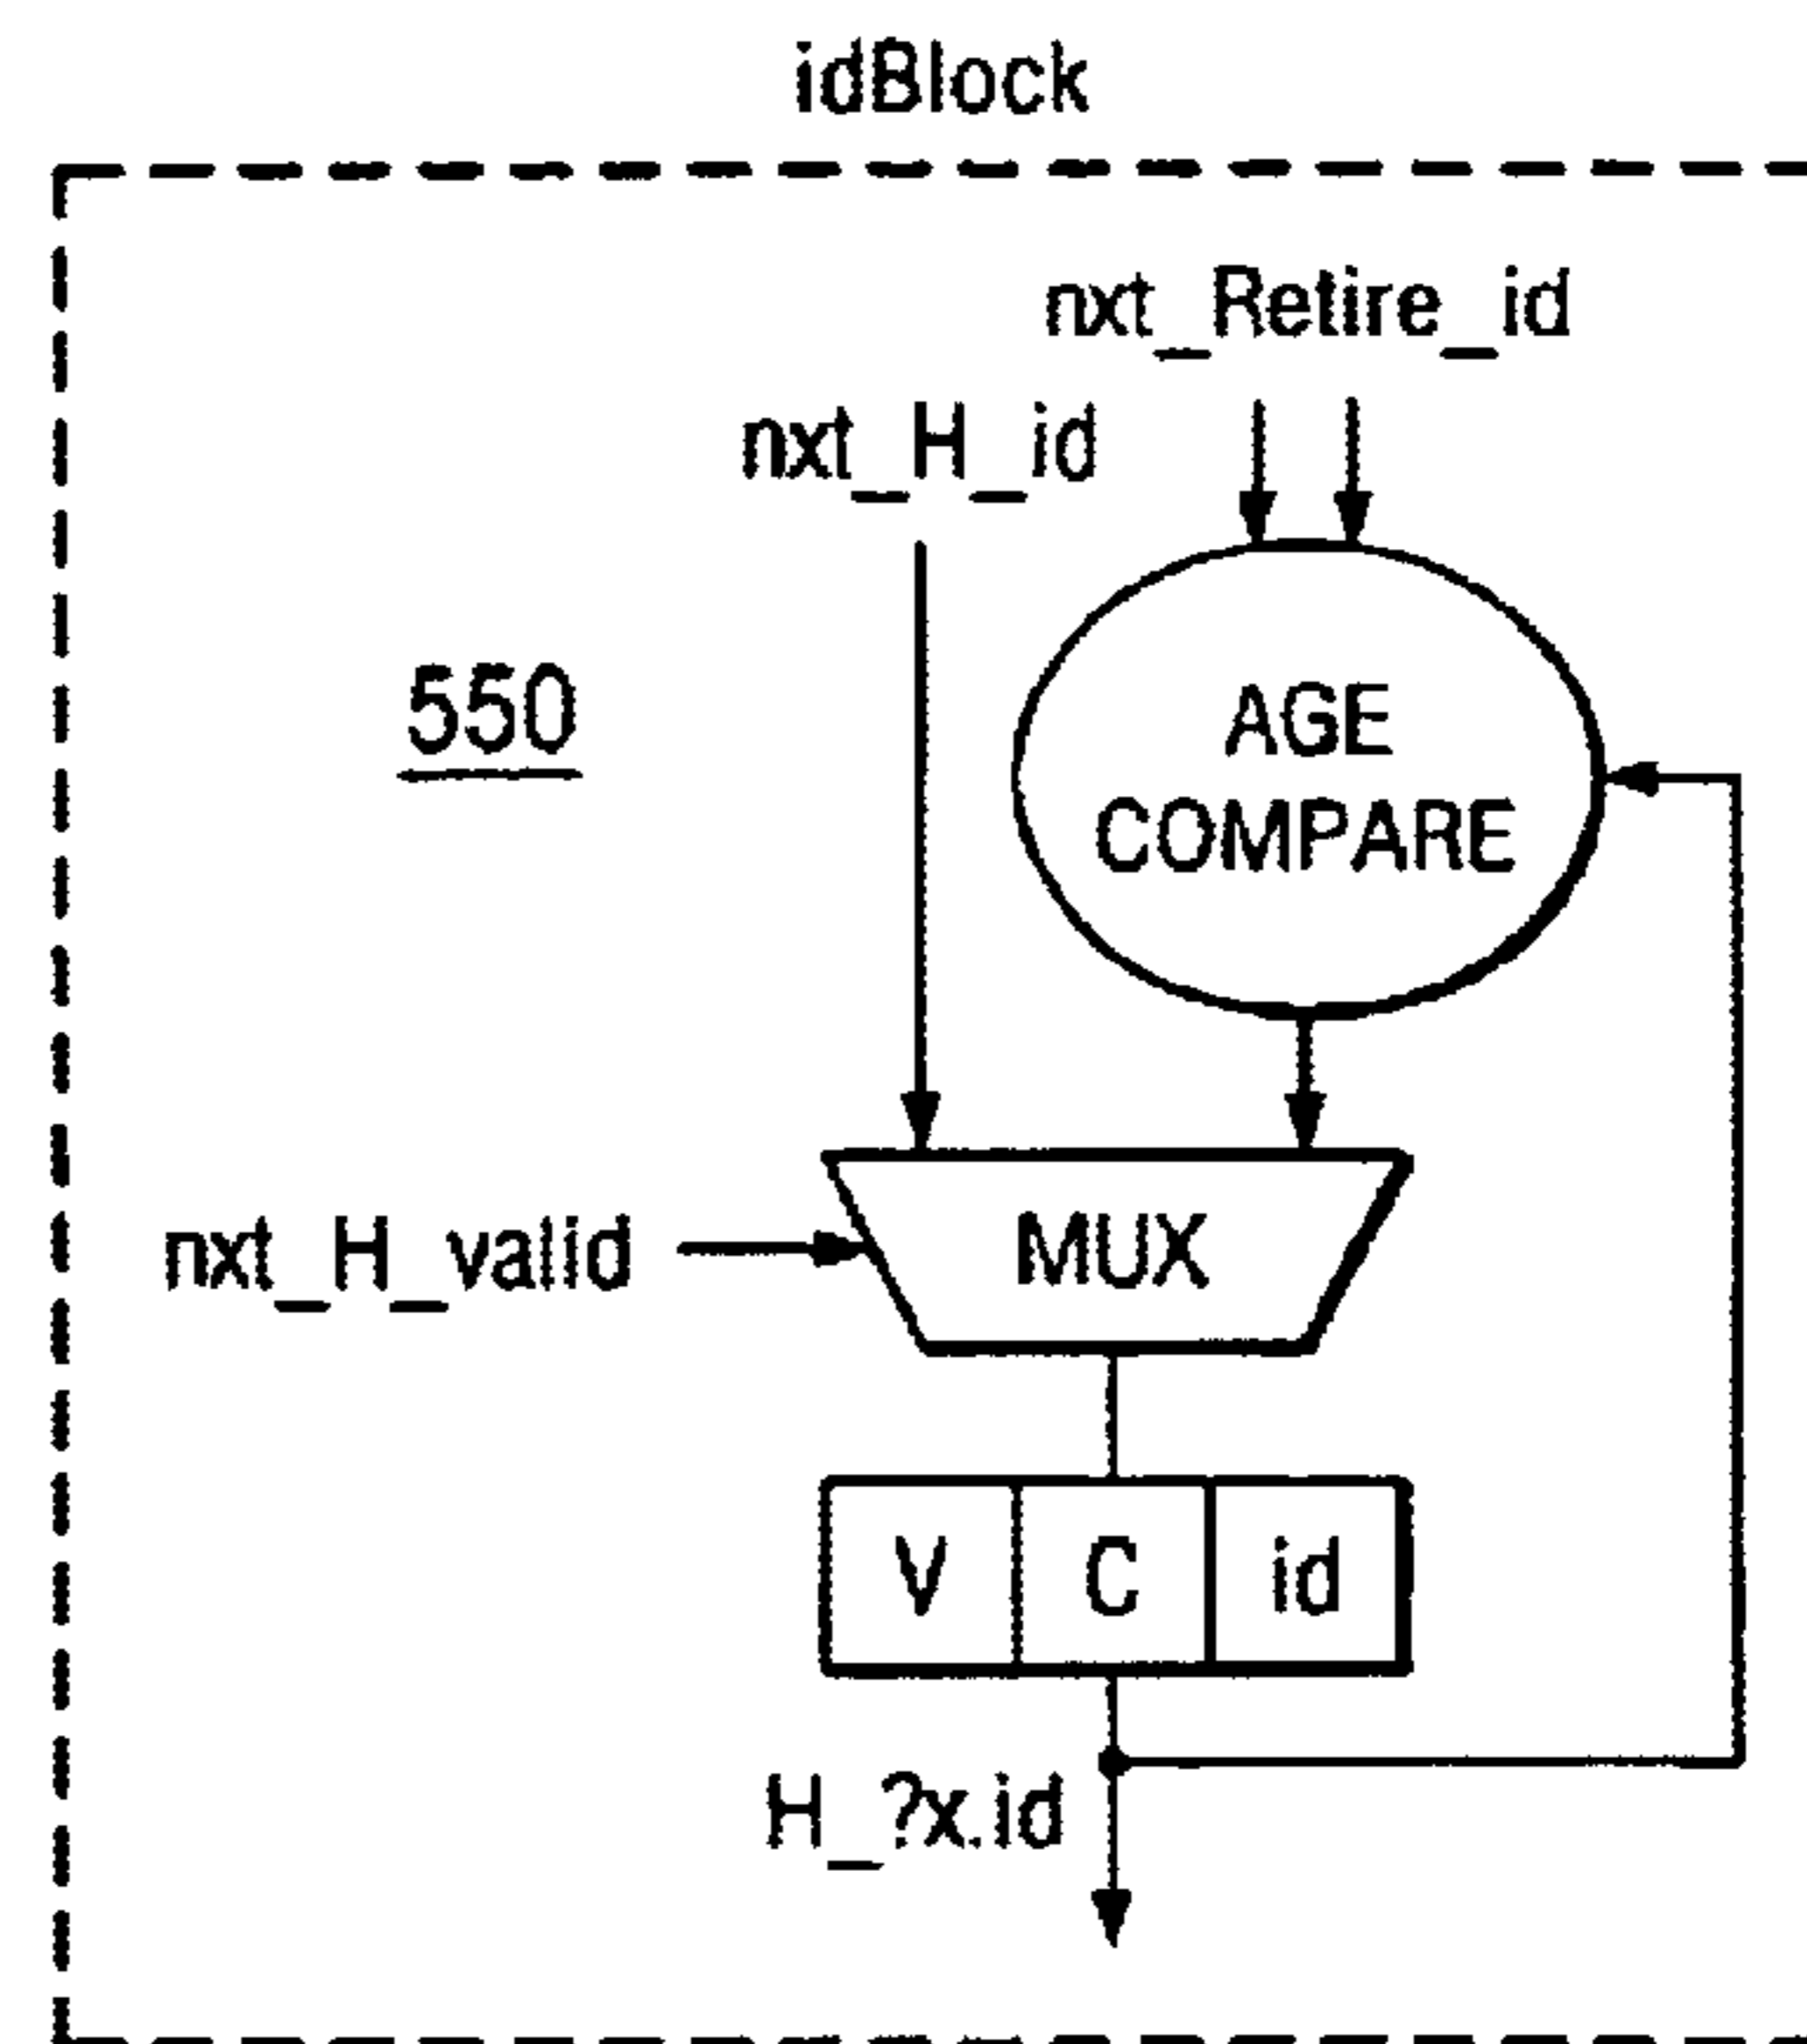 idBlock
nxt_Retire_id
nxt_H_id
550
AGE
COMPARE
nxt_H_valid
MUX
V C id
H_?x.id